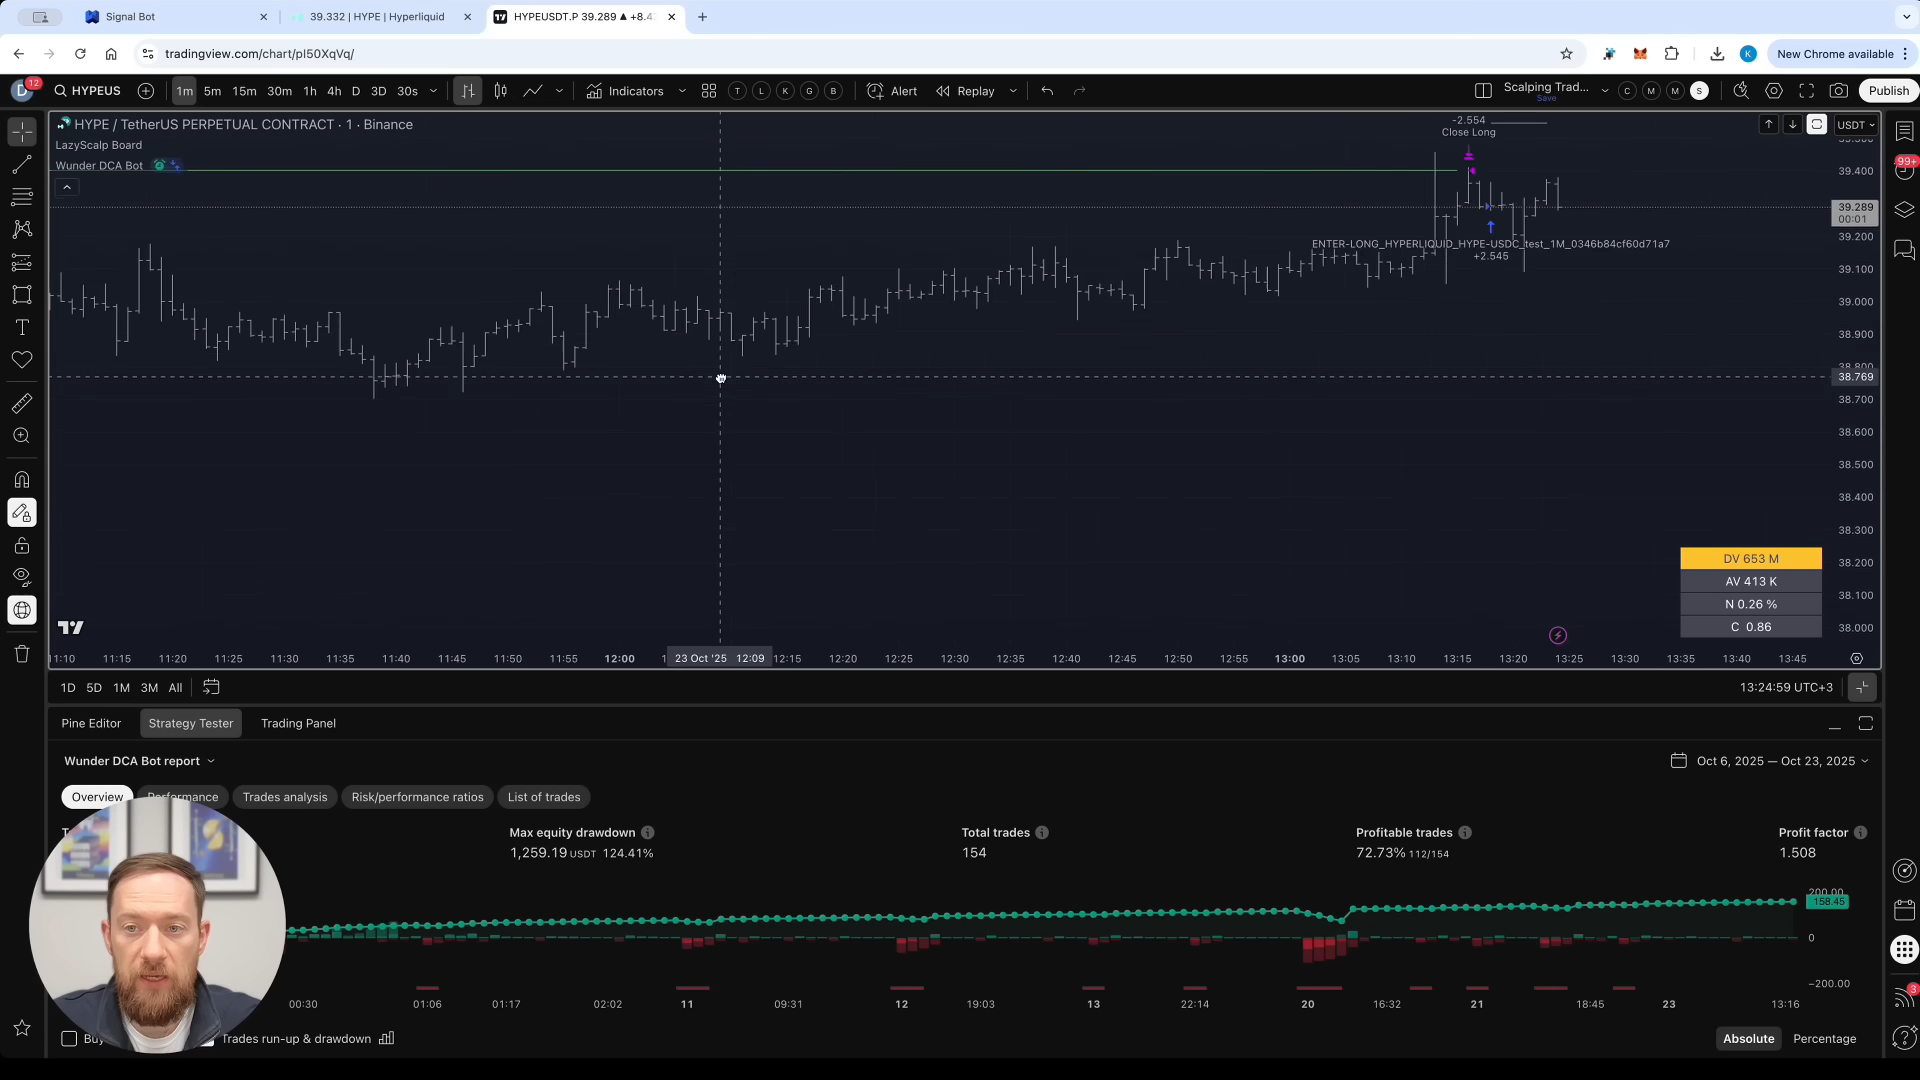 Signal Bot
39.332 | HYPE | Hyperliquid
HYPEUSDT.P 39.289 ▲ +8.4
tradingview.com/chart/pl50XqVq/
K
New Chrome available
D
12
HYPEUS
1m 5m 15m 30m 1h 4h D 3D 30s
Indicators
T L K G B
Alert
Replay
Scalping Trad...
Save
C M M S
Publish
HYPE / TetherUS PERPETUAL CONTRACT · 1 · Binance
LazyScalp Board
Wunder DCA Bot
-2.554
Close Long
ENTER-LONG_HYPERLIQUID_HYPE-USDC_test_1M_0346b84cf60d71a7
+2.545
USDT
39.400
39.289
00:01
39.200
39.100
39.000
38.900
38.769
38.700
38.600
38.500
38.400
38.300
38.200
38.100
38.000
99+
DV 653 M
AV 413 K
N 0.26 %
C 0.86
11:10 11:15 11:20 11:25 11:30 11:35 11:40 11:45 11:50 11:55 12:00 23 Oct '25 12:09 12:15 12:20 12:25 12:30 12:35 12:40 12:45 12:50 12:55 13:00 13:05 13:10 13:15 13:20 13:25 13:30 13:35 13:40 13:45
1D 5D 1M 3M All
13:24:59 UTC+3
Pine Editor Strategy Tester Trading Panel
Wunder DCA Bot report
Oct 6, 2025 — Oct 23, 2025
Overview Performance Trades analysis Risk/performance ratios List of trades
Max equity drawdown
1,259.19 USDT 124.41%
Total trades
154
Profitable trades
72.73% 112/154
Profit factor
1.508
200.00
158.45
0
-200.00
00:30 01:06 01:17 02:02 11 09:31 12 19:03 13 22:14 20 16:32 21 18:45 23 13:16
3
Trades run-up & drawdown
Absolute Percentage